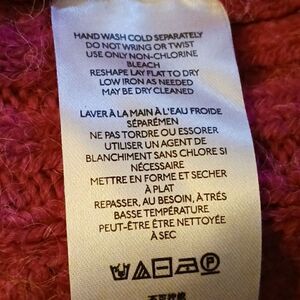 HAND WASH COLD SEPARATELY
DO NOT WRING OR TWIST
USE ONLY NON-CHLORINE
BLEACH
RESHAPE LAY FLAT TO DRY
LOW IRON AS NEEDED
MAY BE DRY CLEANED
LAVER À LA MAIN À L'EAU FROIDE
SÉPARÉMEN
NE PAS TORDRE OU ESSORER
UTILISER UN AGENT DE
BLANCHIMENT SANS CHLORE SI
NÉCESSAIRE
METTRE EN FORME ET SECHER
À PLAT
REPASSER, AU BESOIN, À TRÉS
BASSE TEMPÉRATURE
PEUT-ÊTRE ÊTRE NETTOYÉE
À SEC
P